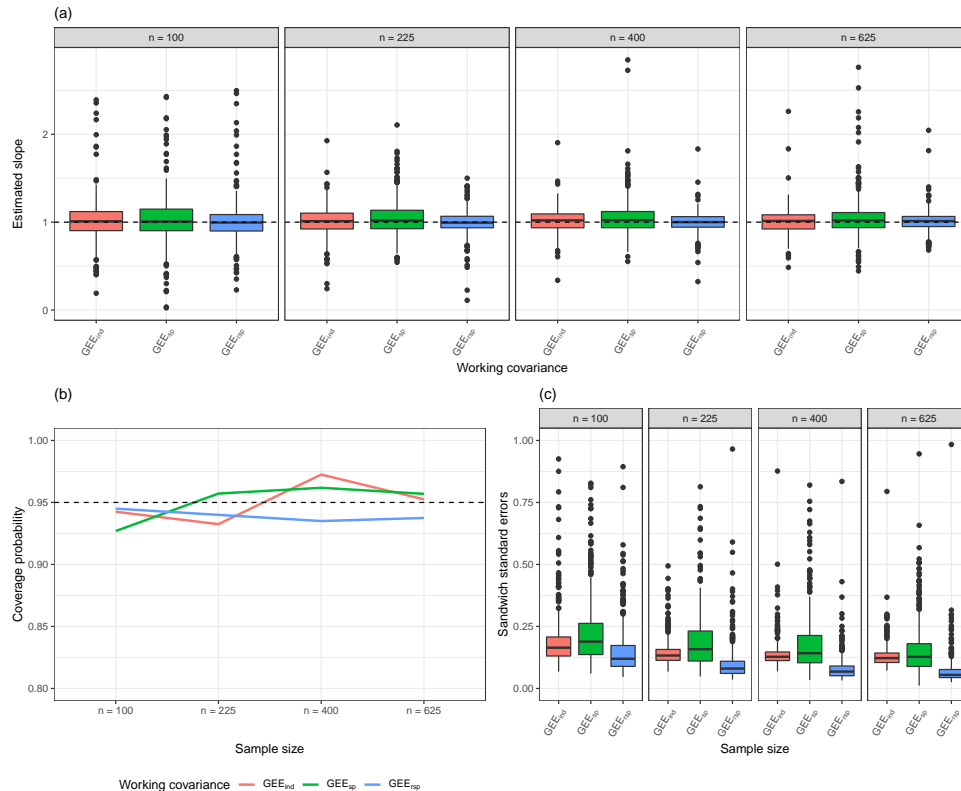 (a)
n = 100
n = 225
n = 400
n = 625
Estimated slope
2
1
0
GEEind GEEsp GEErsp GEEind GEEsp GEErsp GEEind GEEsp GEErsp GEEind GEEsp GEErsp
Working covariance
(b)
1.00
0.95
0.90
0.85
0.80
Coverage probability
n = 100 n = 225 n = 400 n = 625
Sample size
Working covariance GEEind GEEsp GEErsp
(c)
n = 100 n = 225 n = 400 n = 625
1.00
0.75
0.50
0.25
0.00
Sandwich standard errors
GEEind GEEsp GEErsp GEEind GEEsp GEErsp GEEind GEEsp GEErsp GEEind GEEsp GEErsp
Sample size